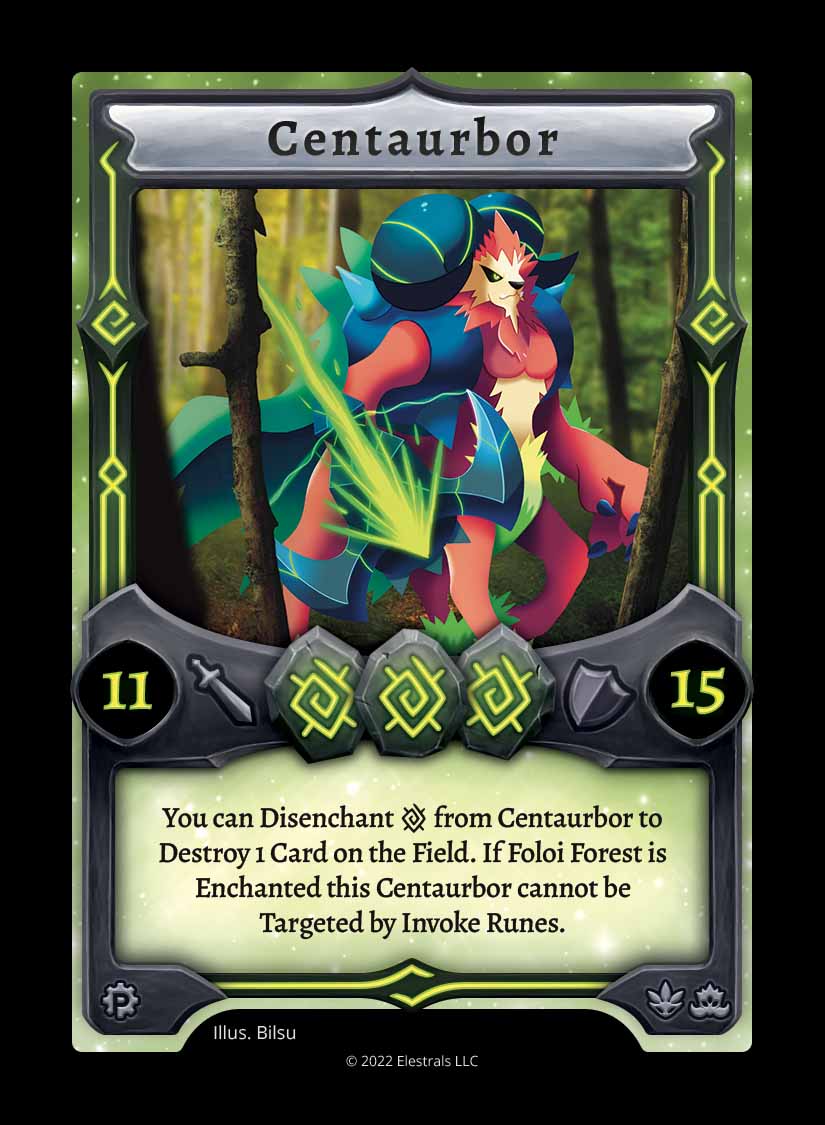 Centaurbor
11
15
You can Disenchant from Centaurbor to
Destroy 1 Card on the Field. If Foloi Forest is
Enchanted this Centaurbor cannot be
Targeted by Invoke Runes.
P
Illus. Bilsu
© 2022 Elestrals LLC